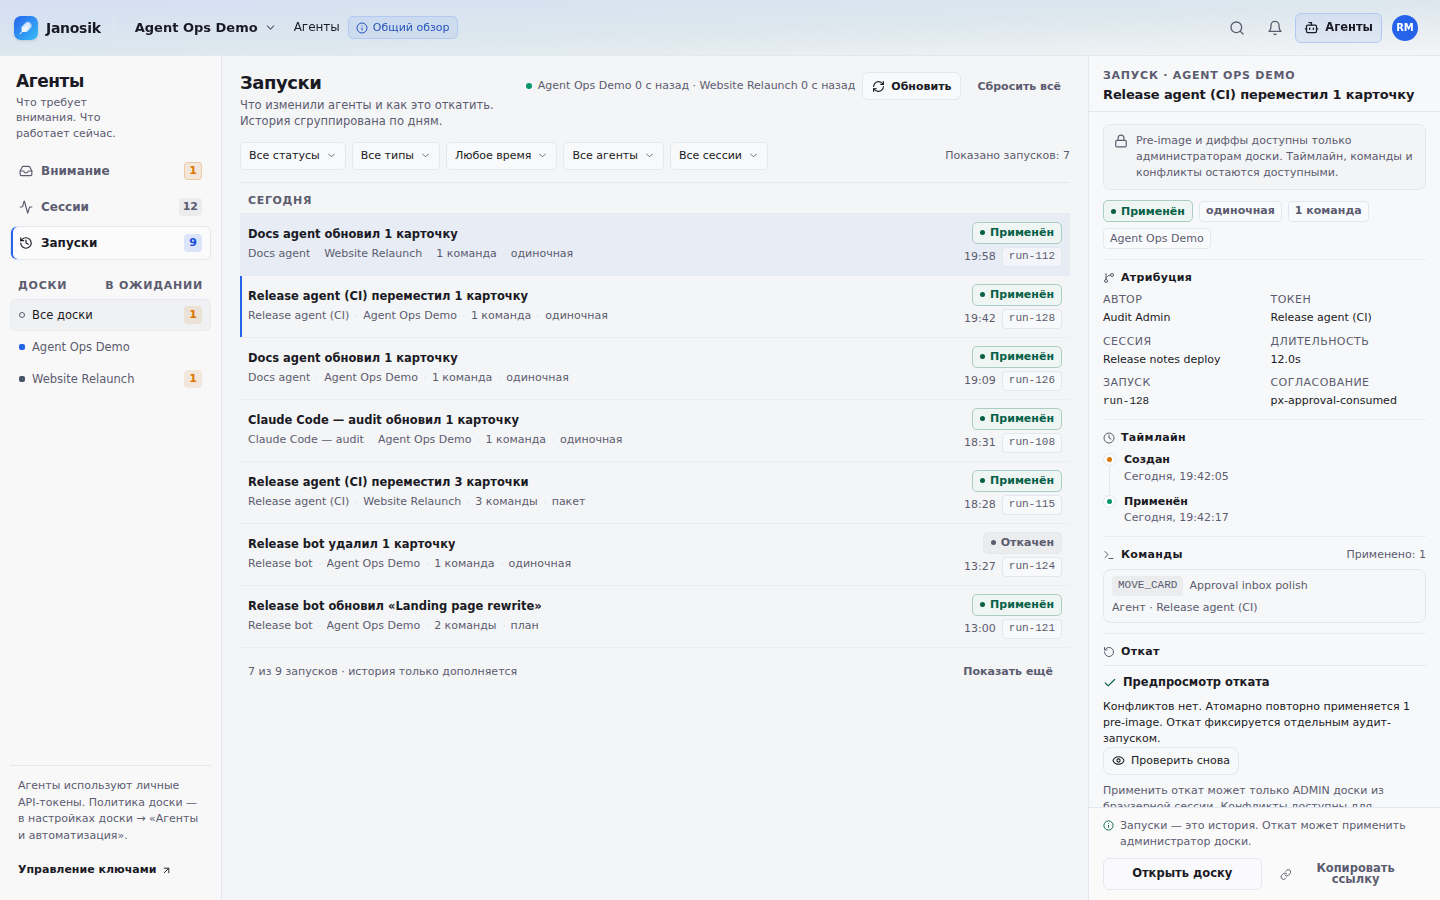 Janosik
Agent Ops Demo
Агенты
Общий обзор
Агенты
RM
Агенты
Что требует
внимания. Что
работает сейчас.
Внимание 1
Сессии 12
Запуски 9
ДОСКИ В ОЖИДАНИИ
Все доски 1
Agent Ops Demo
Website Relaunch 1
Агенты используют личные
API-токены. Политика доски —
в настройках доски → «Агенты
и автоматизация».
Управление ключами
Запуски
Что изменили агенты и как это откатить.
История сгруппирована по дням.
Agent Ops Demo 0 с назад · Website Relaunch 0 с назад
Обновить
Сбросить всё
Все статусы
Все типы
Любое время
Все агенты
Все сессии
Показано запусков: 7
СЕГОДНЯ
Docs agent обновил 1 карточку
Применён
Docs agent · Website Relaunch · 1 команда · одиночная
19:58 run-112
Release agent (CI) переместил 1 карточку
Применён
Release agent (CI) · Agent Ops Demo · 1 команда · одиночная
19:42 run-128
Docs agent обновил 1 карточку
Применён
Docs agent · Agent Ops Demo · 1 команда · одиночная
19:09 run-126
Claude Code — audit обновил 1 карточку
Применён
Claude Code — audit · Agent Ops Demo · 1 команда · одиночная
18:31 run-108
Release agent (CI) переместил 3 карточки
Применён
Release agent (CI) · Website Relaunch · 3 команды · пакет
18:28 run-115
Release bot удалил 1 карточку
Откачен
Release bot · Agent Ops Demo · 1 команда · одиночная
13:27 run-124
Release bot обновил «Landing page rewrite»
Применён
Release bot · Agent Ops Demo · 2 команды · план
13:00 run-121
7 из 9 запусков · история только дополняется
Показать ещё
ЗАПУСК · AGENT OPS DEMO
Release agent (CI) переместил 1 карточку
Pre-image и диффы доступны только
администраторам доски. Таймлайн, команды и
конфликты остаются доступными.
Применён
одиночная
1 команда
Agent Ops Demo
Атрибуция
АВТОР ТОКЕН
Audit Admin Release agent (CI)
СЕССИЯ ДЛИТЕЛЬНОСТЬ
Release notes deploy 12.0s
ЗАПУСК СОГЛАСОВАНИЕ
run-128 px-approval-consumed
Таймлайн
Создан
Сегодня, 19:42:05
Применён
Сегодня, 19:42:17
Команды Применено: 1
MOVE_CARD Approval inbox polish
Агент · Release agent (CI)
Откат
Предпросмотр отката
Конфликтов нет. Атомарно повторно применяется 1
pre-image. Откат фиксируется отдельным аудит-
запуском.
Проверить снова
Применить откат может только ADMIN доски из
браузерной сессии. Конфликты доступны для
Запуски — это история. Откат может применить
администратор доски.
Открыть доску
Копировать
ссылку